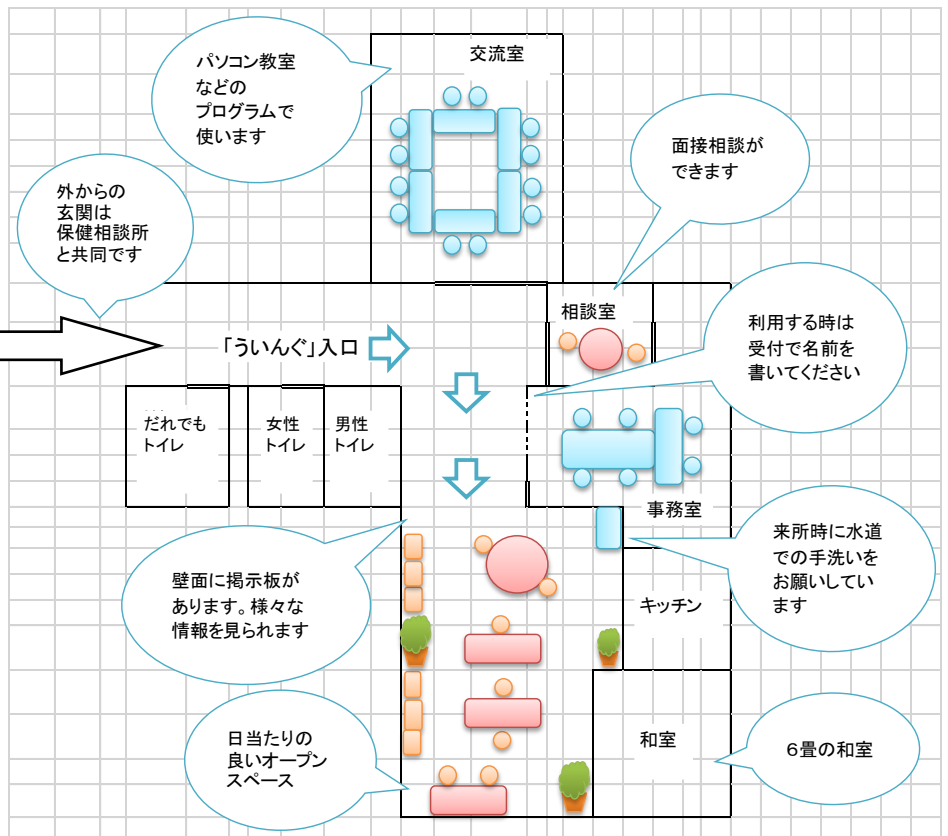 交流室
パソコン教室
などの
プログラムで
使います
面接相談が
できます
外からの
玄関は
保健相談所
と共同です
相談室
「ういんぐ」入口
利用する時は
受付で名前を
書いてください
だれでも
トイレ
女性
トイレ
男性
トイレ
事務室
来所時に水道
での手洗いを
お願いしてい
ます
壁面に掲示板が
あります。様々な
情報を見られます
キッチン
日当たりの
良いオープン
スペース
和室
６畳の和室